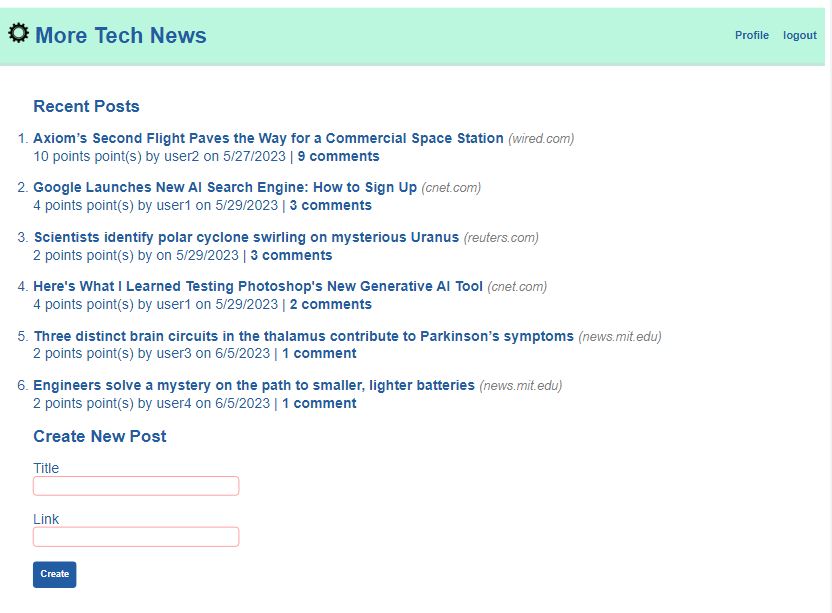 More Tech News
Profile logout
Recent Posts
1. Axiom’s Second Flight Paves the Way for a Commercial Space Station (wired.com)
10 points point(s) by user2 on 5/27/2023 | 9 comments
2. Google Launches New AI Search Engine: How to Sign Up (cnet.com)
4 points point(s) by user1 on 5/29/2023 | 3 comments
3. Scientists identify polar cyclone swirling on mysterious Uranus (reuters.com)
2 points point(s) by on 5/29/2023 | 3 comments
4. Here's What I Learned Testing Photoshop's New Generative AI Tool (cnet.com)
4 points point(s) by user1 on 5/29/2023 | 2 comments
5. Three distinct brain circuits in the thalamus contribute to Parkinson’s symptoms (news.mit.edu)
2 points point(s) by user3 on 6/5/2023 | 1 comment
6. Engineers solve a mystery on the path to smaller, lighter batteries (news.mit.edu)
2 points point(s) by user4 on 6/5/2023 | 1 comment
Create New Post
Title
Link
Create